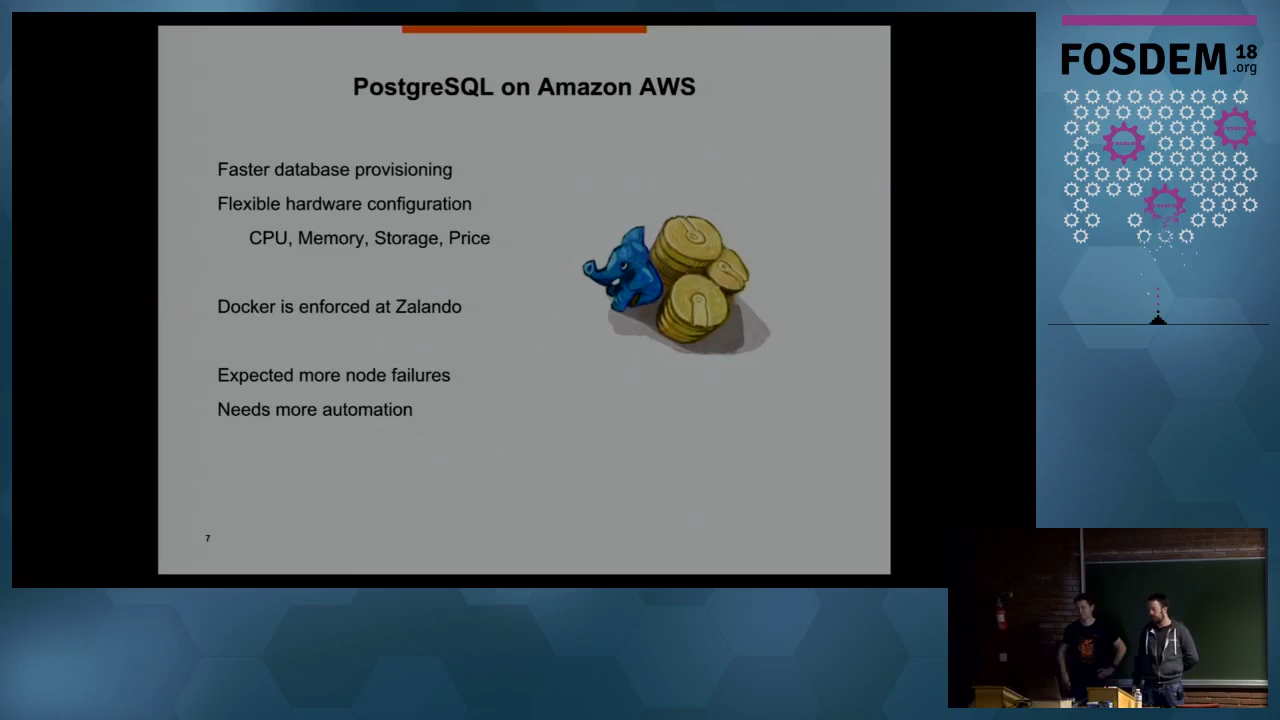 PostgreSQL on Amazon AWS
Faster database provisioning
Flexible hardware configuration
CPU, Memory, Storage, Price
Docker is enforced at Zalando
Expected more node failures
Needs more automation
7
FOSDEM 18
.org